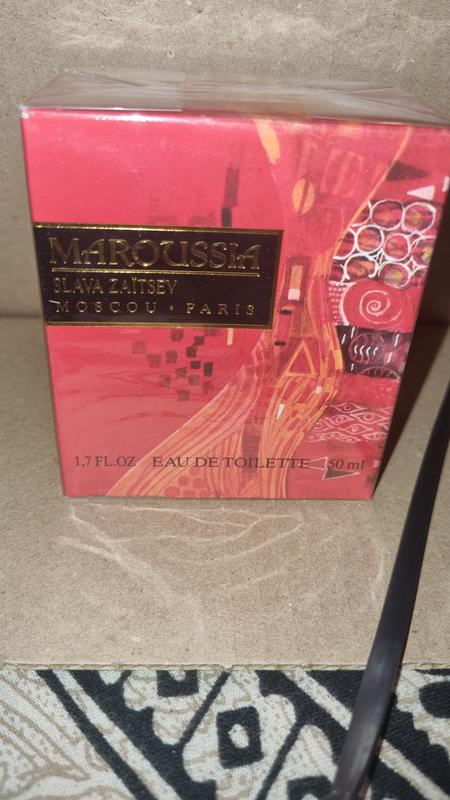 MAROUSSIA
SLAVA ZAÏTSEV
MOSCOU • PARIS
1,7 FL.OZ EAU DE TOILETTE 50 ml